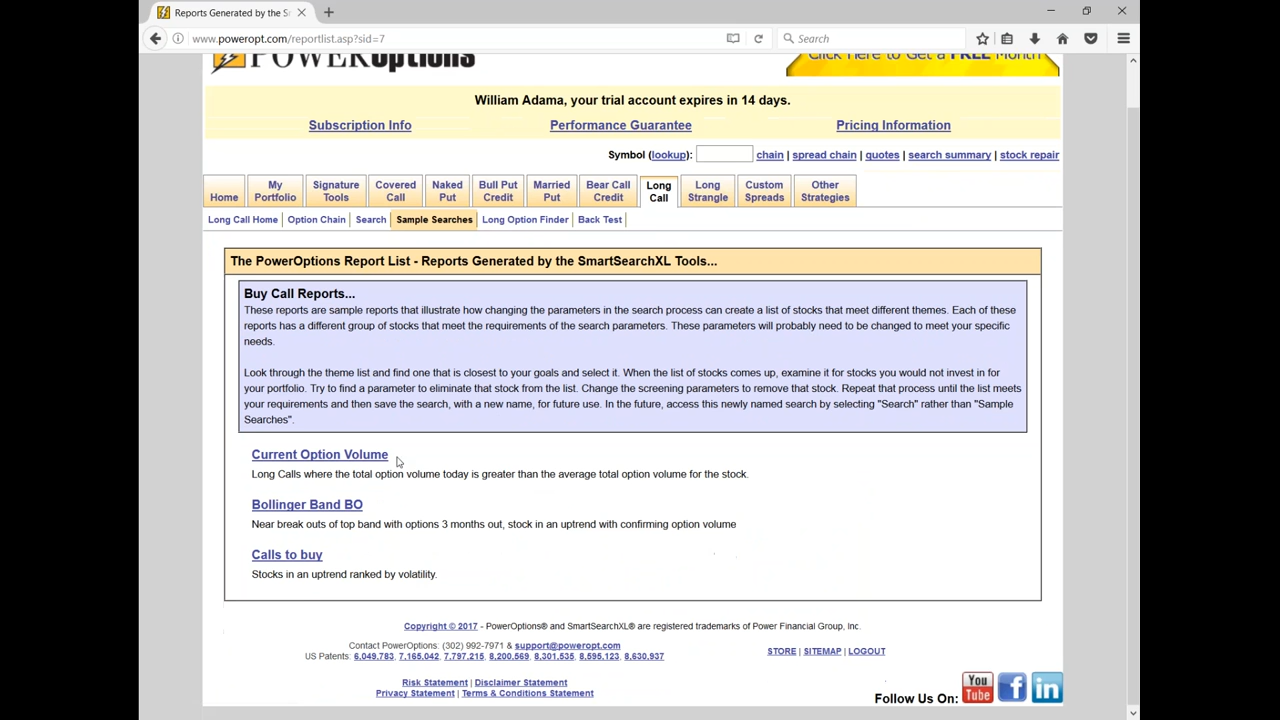 Reports Generated by the S
www.poweropt.com/reportlist.asp?sid=7
Search
POWEROptions
Click Here to Get a FREE Month
William Adama, your trial account expires in 14 days.
Subscription Info Performance Guarantee Pricing Information
Symbol (lookup): chain | spread chain | quotes | search summary | stock repair
Home My Portfolio Signature Tools Covered Call Naked Put Bull Put Credit Married Put Bear Call Credit Long Call Long Strangle Custom Spreads Other Strategies
Long Call Home Option Chain Search Sample Searches Long Option Finder Back Test
The PowerOptions Report List - Reports Generated by the SmartSearchXL Tools...
Buy Call Reports...
These reports are sample reports that illustrate how changing the parameters in the search process can create a list of stocks that meet different themes. Each of these
reports has a different group of stocks that meet the requirements of the search parameters. These parameters will probably need to be changed to meet your specific
needs.
Look through the theme list and find one that is closest to your goals and select it. When the list of stocks comes up, examine it for stocks you would not invest in for
your portfolio. Try to find a parameter to eliminate that stock from the list. Change the screening parameters to remove that stock. Repeat that process until the list meets
your requirements and then save the search, with a new name, for future use. In the future, access this newly named search by selecting "Search" rather than "Sample
Searches".
Current Option Volume
Long Calls where the total option volume today is greater than the average total option volume for the stock.
Bollinger Band BO
Near break outs of top band with options 3 months out, stock in an uptrend with confirming option volume
Calls to buy
Stocks in an uptrend ranked by volatility.
Copyright © 2017 - PowerOptions® and SmartSearchXL® are registered trademarks of Power Financial Group, Inc.
Contact PowerOptions: (302) 992-7971 & support@poweropt.com
US Patents: 6,049,783, 7,165,042, 7,797,215, 8,200,569, 8,301,535, 8,595,123, 8,630,937
STORE | SITEMAP | LOGOUT
Risk Statement | Disclaimer Statement
Privacy Statement | Terms & Conditions Statement
Follow Us On: You Tube f in